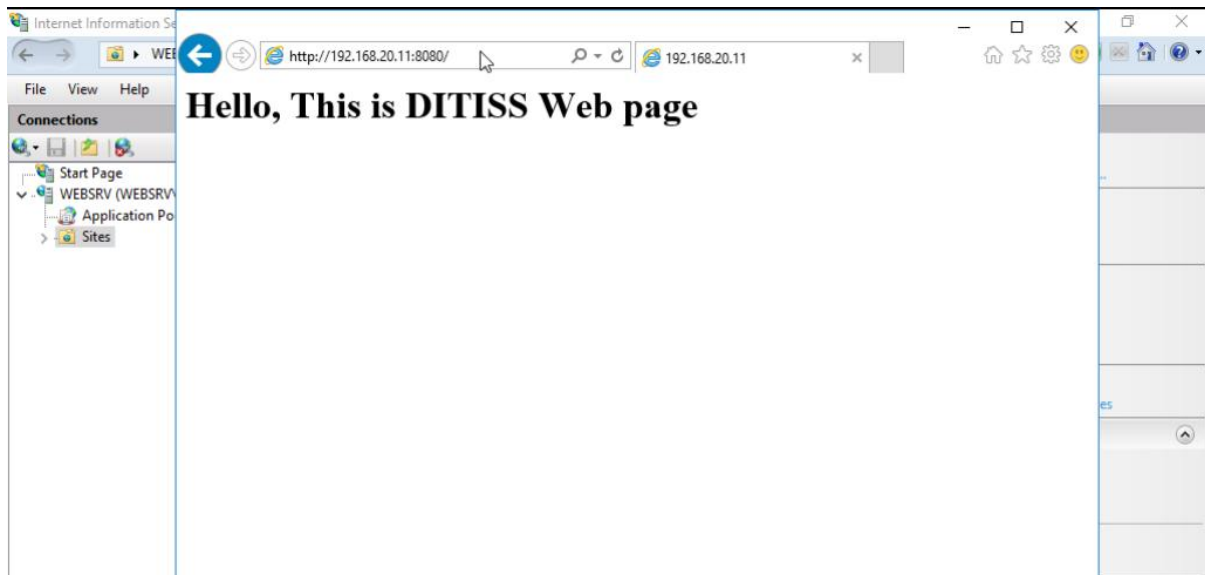 Internet Information Se
WE
http://192.168.20.11:8080/
192.168.20.11
File View Help
Hello, This is DITISS Web page
Connections
Start Page
WEBSRV (WEBSRV\
Application Po
Sites
es